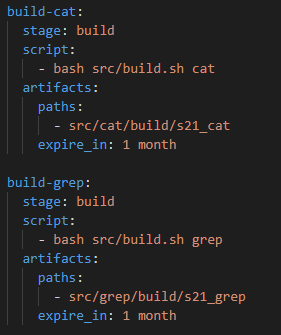 build-cat:
  stage: build
  script:
    - bash src/build.sh cat
  artifacts:
    paths:
      - src/cat/build/s21_cat
    expire_in: 1 month

build-grep:
  stage: build
  script:
    - bash src/build.sh grep
  artifacts:
    paths:
      - src/grep/build/s21_grep
    expire_in: 1 month